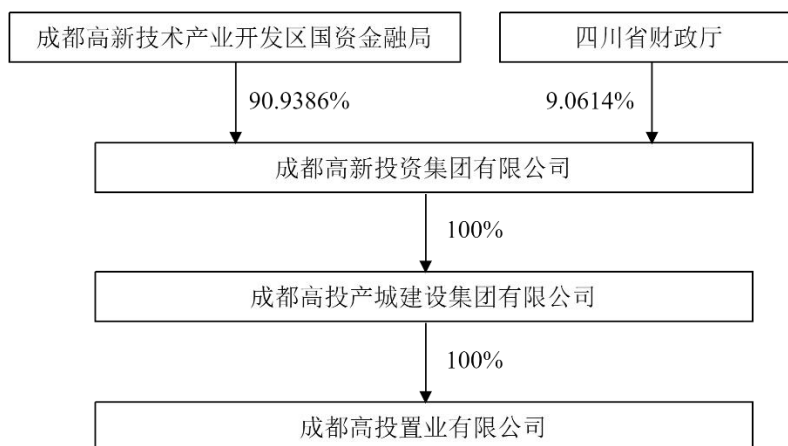 成都高新技术产业开发区国资金融局
四川省财政厅
90.9386%
9.0614%
成都高新投资集团有限公司
100%
成都高投产城建设集团有限公司
100%
成都高投置业有限公司